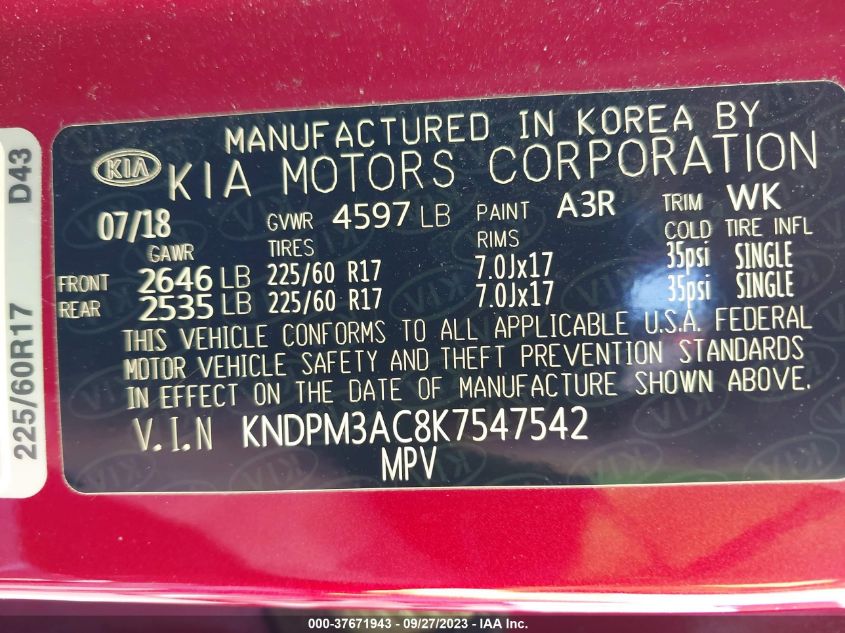 MANUFACTURED IN KOREA BY
KIA KIA MOTORS CORPORATION
07/18 GVWR 4597 LB PAINT A3R TRIM WK
GAWR TIRES RIMS COLD TIRE INFL
FRONT 2646 LB 225/60 R17 7.0Jx17 35psi SINGLE
REAR 2535 LB 225/60 R17 7.0Jx17 35psi SINGLE
THIS VEHICLE CONFORMS TO ALL APPLICABLE U.S.A. FEDERAL
MOTOR VEHICLE SAFETY AND THEFT PREVENTION STANDARDS
IN EFFECT ON THE DATE OF MANUFACTURE SHOWN ABOVE.
V.I.N KNDPM3AC8K7547542
MPV
225/60R17 D43
000-37671943 - 09/27/2023 - IAA Inc.